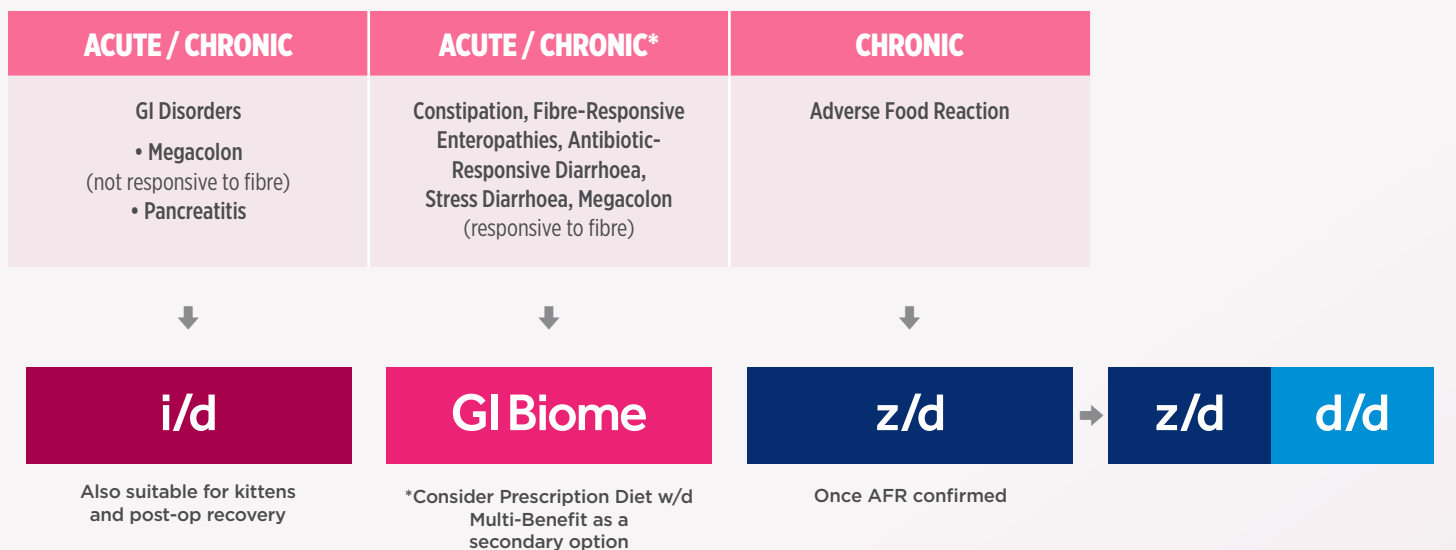 ACUTE / CHRONIC
GI Disorders
• Megacolon
(not responsive to fibre)
• Pancreatitis
i/d
Also suitable for kittens
and post-op recovery
ACUTE / CHRONIC*
Constipation, Fibre-Responsive
Enteropathies, Antibiotic-
Responsive Diarrhoea,
Stress Diarrhoea, Megacolon
(responsive to fibre)
GI Biome
*Consider Prescription Diet w/d
Multi-Benefit as a
secondary option
CHRONIC
Adverse Food Reaction
z/d
Once AFR confirmed
z/d
d/d